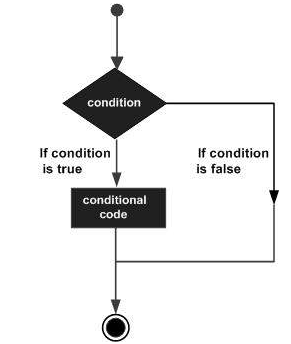 condition
If condition
is true
If condition
is false
conditional
code